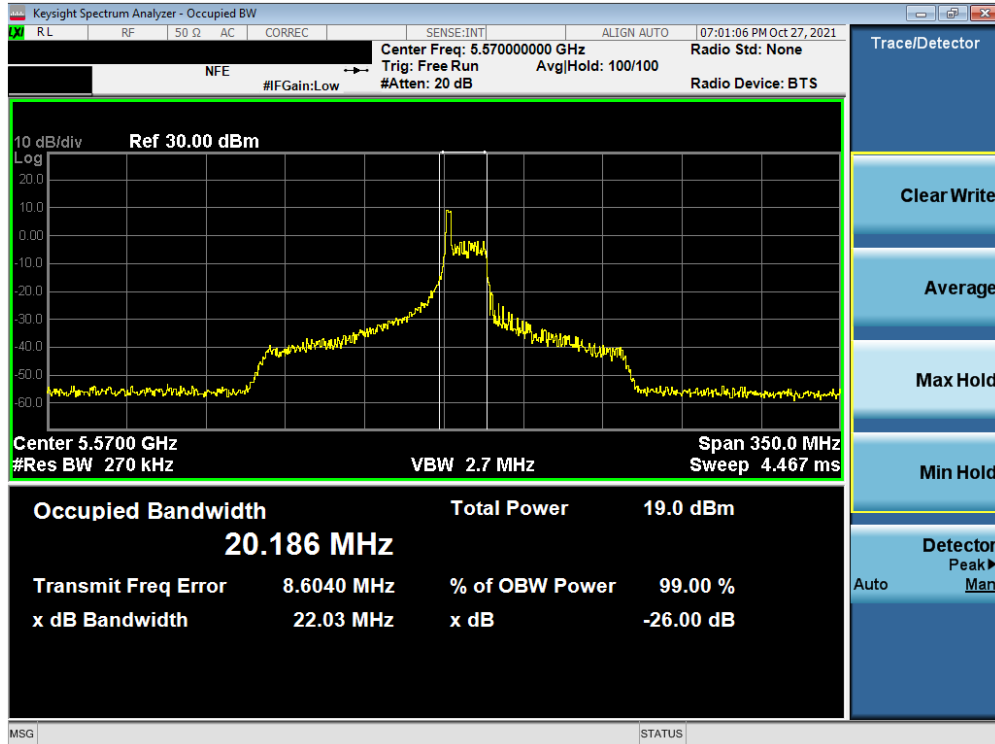 Keysight Spectrum Analyzer - Occupied BW
LXI RL RF 50 Ω AC CORREC SENSE:INT ALIGN AUTO 07:01:06 PM Oct 27, 2021
Center Freq: 5.570000000 GHz Radio Std: None
NFE Trig: Free Run Avg|Hold: 100/100
#IFGain:Low #Atten: 20 dB Radio Device: BTS
10 dB/div Ref 30.00 dBm
Log
20.0
10.0
0.00
-10.0
-20.0
-30.0
-40.0
-50.0
-60.0
Center 5.5700 GHz Span 350.0 MHz
#Res BW 270 kHz VBW 2.7 MHz Sweep 4.467 ms
Occupied Bandwidth Total Power 19.0 dBm
20.186 MHz
Transmit Freq Error 8.6040 MHz % of OBW Power 99.00 %
x dB Bandwidth 22.03 MHz x dB -26.00 dB
MSG STATUS
Trace/Detector
Clear Write
Average
Max Hold
Min Hold
Detector
Peak▶
Auto Man